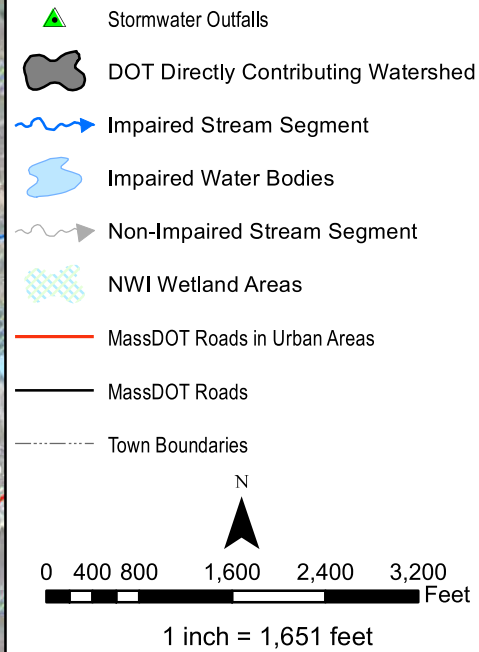 Stormwater Outfalls
DOT Directly Contributing Watershed
Impaired Stream Segment
Impaired Water Bodies
Non-Impaired Stream Segment
NWI Wetland Areas
MassDOT Roads in Urban Areas
MassDOT Roads
Town Boundaries
N
0 400 800 1,600 2,400 3,200
Feet
1 inch = 1,651 feet